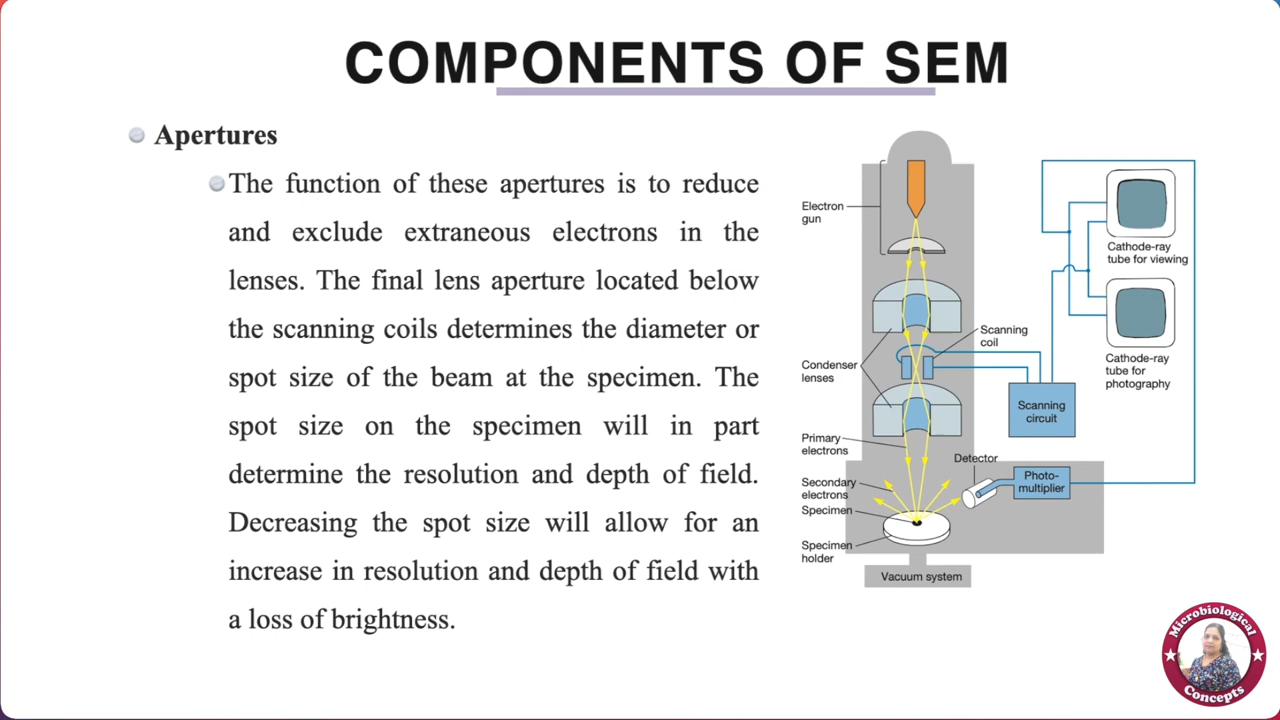 COMPONENTS OF SEM
Apertures
The function of these apertures is to reduce
and exclude extraneous electrons in the
lenses. The final lens aperture located below
the scanning coils determines the diameter or
spot size of the beam at the specimen. The
spot size on the specimen will in part
determine the resolution and depth of field.
Decreasing the spot size will allow for an
increase in resolution and depth of field with
a loss of brightness.
Electron
gun
Cathode-ray
tube for viewing
Scanning
coil
Condenser
lenses
Cathode-ray
tube for
photography
Scanning
circuit
Primary
electrons
Detector
Photo-
multiplier
Secondary
electrons
Specimen
Specimen
holder
Vacuum system
Microbiological
Concepts